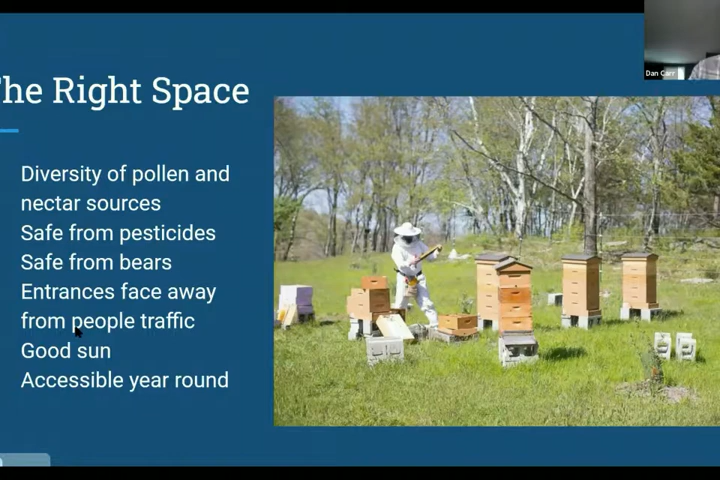 he Right Space
Dan Carr
Diversity of pollen and
nectar sources
Safe from pesticides
Safe from bears
Entrances face away
from people traffic
Good sun
Accessible year round